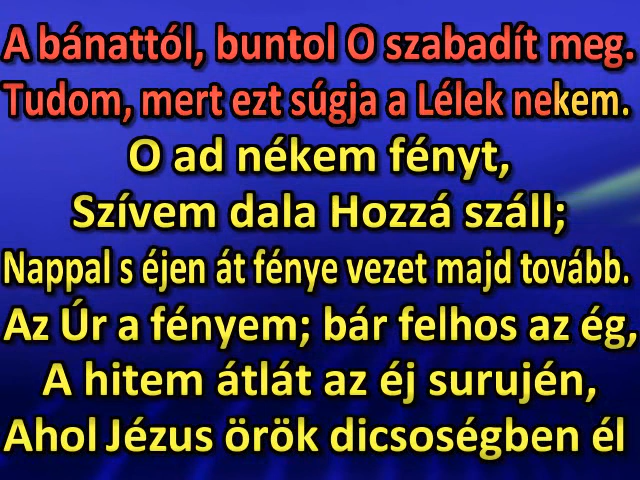 A bánattól, buntol O szabadít meg.
Tudom, mert ezt súgja a Lélek nekem.
O ad nékem fényt,
Szívem dala Hozzá száll;
Nappal s éjen át fénye vezet majd tovább.
Az Úr a fényem; bár felhos az ég,
A hitem átlát az éj surujén,
Ahol Jézus örök dicsoségben él